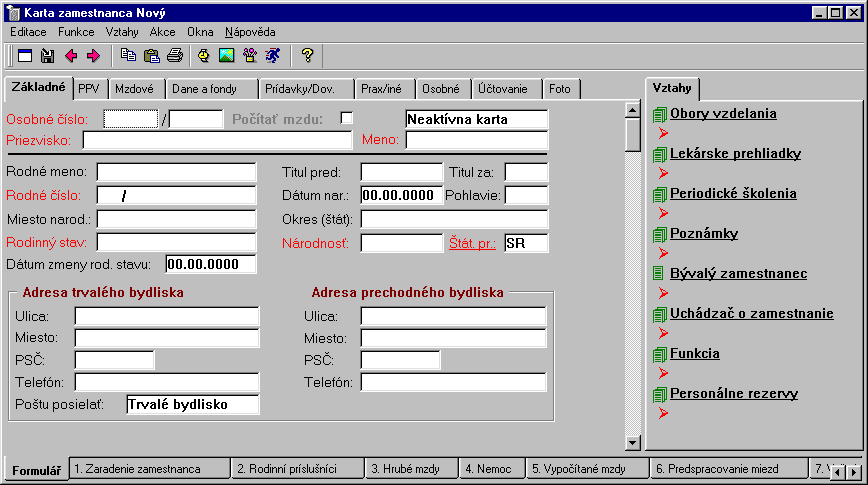 Karta zamestnanca Nový
Editace Funkce Vztahy Akce Okna Nápověda
Základné PPV Mzdové Dane a fondy Prídavky/Dov. Prax/iné Osobné Účtovanie Foto
Vztahy
Osobné číslo: / Počítať mzdu: Neaktívna karta
Priezvisko: Meno:
Rodné meno: Titul pred: Titul za:
Rodné číslo: / Dátum nar.: 00.00.0000 Pohlavie:
Miesto narod.: Okres (štát):
Rodinný stav: Národnosť: Štát. pr.: SR
Dátum zmeny rod. stavu: 00.00.0000
Adresa trvalého bydliska Adresa prechodného bydliska
Ulica: Ulica:
Miesto: Miesto:
PSČ: PSČ:
Telefón: Telefón:
Poštu posielať: Trvalé bydlisko
Obory vzdelania
Lekárske prehliadky
Periodické školenia
Poznámky
Bývalý zamestnanec
Uchádzač o zamestnanie
Funkcia
Personálne rezervy
Formulář 1. Zaradenie zamestnanca 2. Rodinní príslušníci 3. Hrubé mzdy 4. Nemoc 5. Vypočítané mzdy 6. Predspracovanie miezd 7.